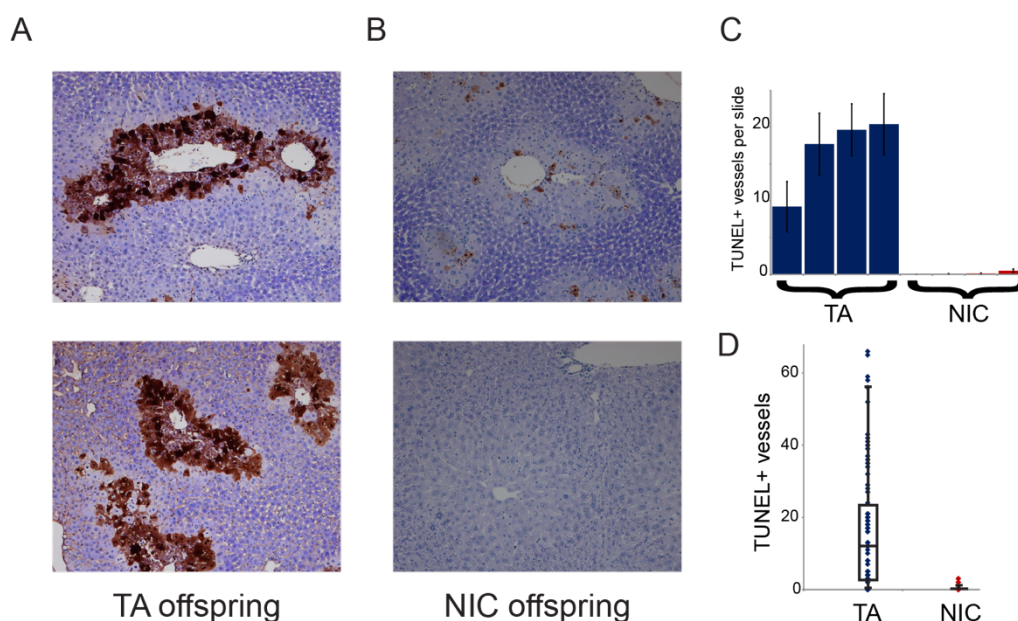 A
B
C
TUNEL+ vessels per slide
20
10
0
TA
NIC
D
TUNEL+ vessels
60
40
20
0
TA
NIC
TA offspring
NIC offspring